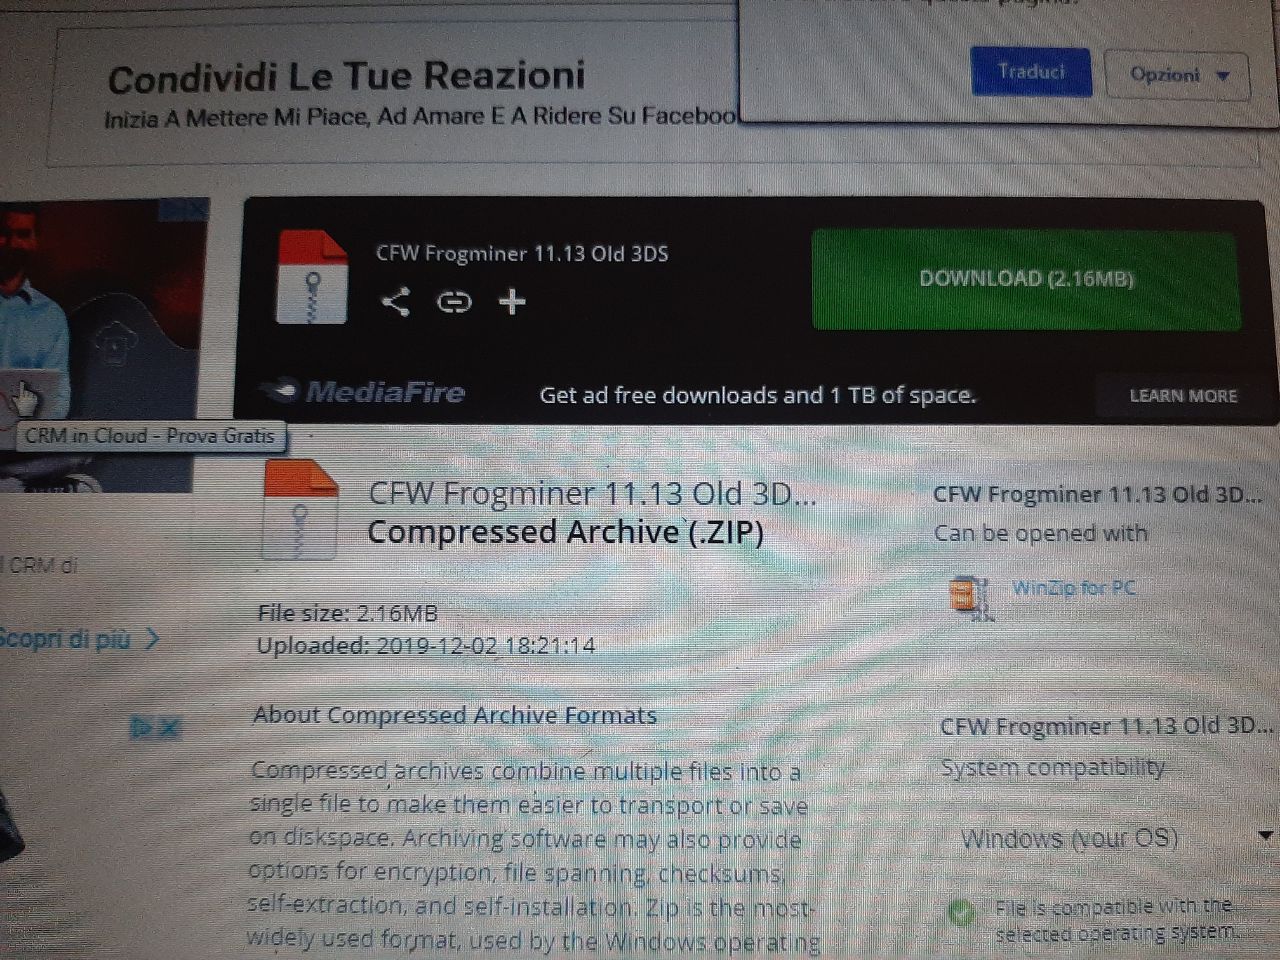 Traduci
Opzioni
Condividi Le Tue Reazioni
Inizia A Mettere Mi Piace, Ad Amare E A Ridere Su Faceboo
CFW Frogminer 11.13 Old 3DS
DOWNLOAD (2.16MB)
MediaFire
Get ad free downloads and 1 TB of space.
LEARN MORE
CRM in Cloud - Prova Gratis
CFW Frogminer 11.13 Old 3D...
Compressed Archive (.ZIP)
CFW Frogminer 11.13 Old 3D...
Can be opened with
WinZip for PC
CRM di
Scopri di più
File size: 2.16MB
Uploaded: 2019-12-02 18:21:14
About Compressed Archive Formats
Compressed archives combine multiple files into a
single file to make them easier to transport or save
on diskspace. Archiving software may also provide
options for encryption, file spanning, checksums,
self-extraction, and self-installation. Zip is the most-
widely used format, used by the Windows operating
CFW Frogminer 11.13 Old 3D...
System compatibility
Windows (your OS)
File is compatible with the
selected operating system.